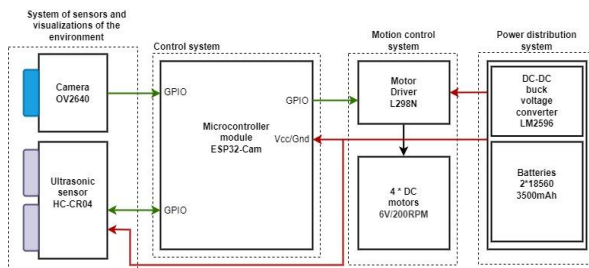 System of sensors and
visualizations of the
environment
Camera
OV2640
Ultrasonic
sensor
HC-CR04
Control system
GPIO
GPIO
Vcc/Gnd
Microcontroller
module
ESP32-Cam
GPIO
Motion control
system
Motor
Driver
L298N
4 * DC
motors
6V/200RPM
Power distribution
system
DC-DC
buck
voltage
converter
LM2596
Batteries
2*18560
3500mAh